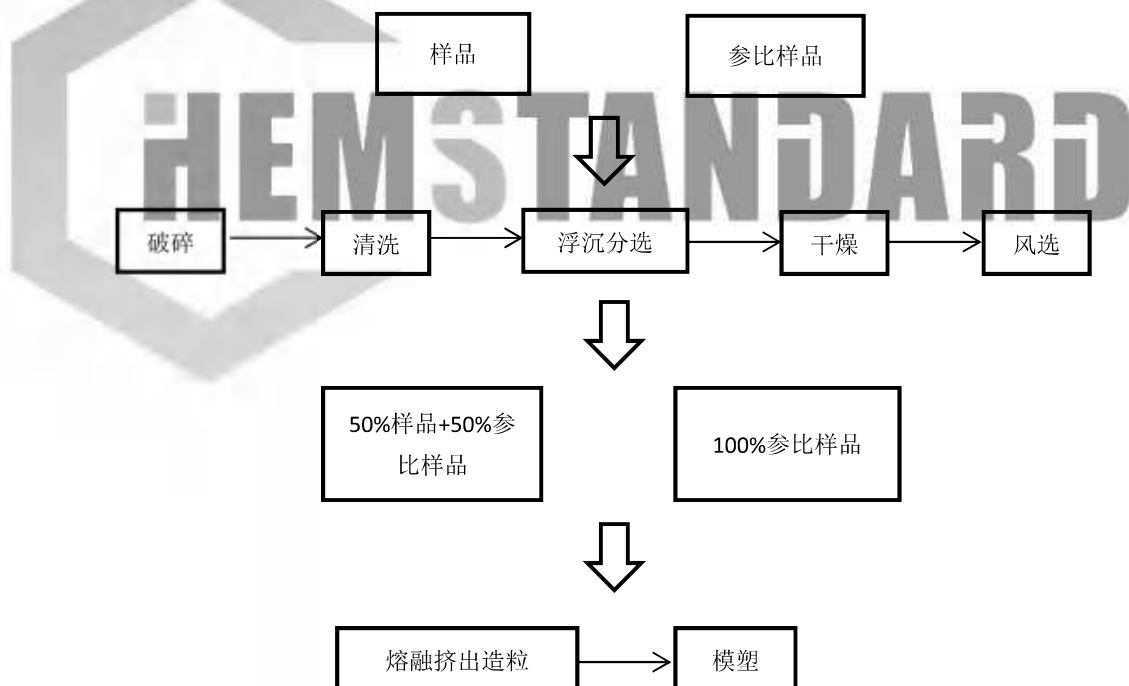 样品
参比样品
HEMSTANDARD
破碎
清洗
浮沉分选
干燥
风选
50%样品+50%参
比样品
100%参比样品
熔融挤出造粒
模塑